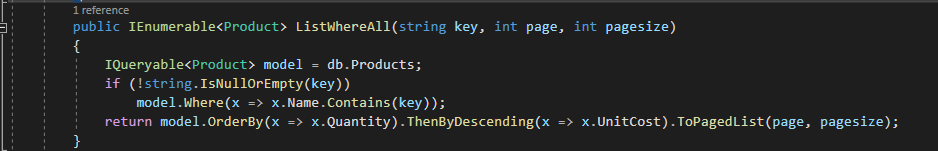 1 reference
public IEnumerable<Product> ListWhereAll(string key, int page, int pagesize)
{
IQueryable<Product> model = db.Products;
if (!string.IsNullOrEmpty(key))
model.Where(x => x.Name.Contains(key));
return model.OrderBy(x => x.Quantity).ThenByDescending(x => x.UnitCost).ToPagedList(page, pagesize);
}